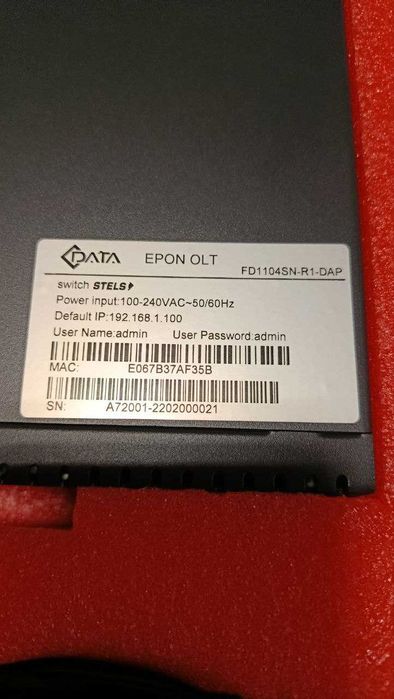 CDATA EPON OLT
FD1104SN-R1-DAP
switch STELS
Power input:100-240VAC~50/60Hz
Default IP:192.168.1.100
User Name:admin User Password:admin
MAC: E067B37AF35B
SN: A72001-2202000021